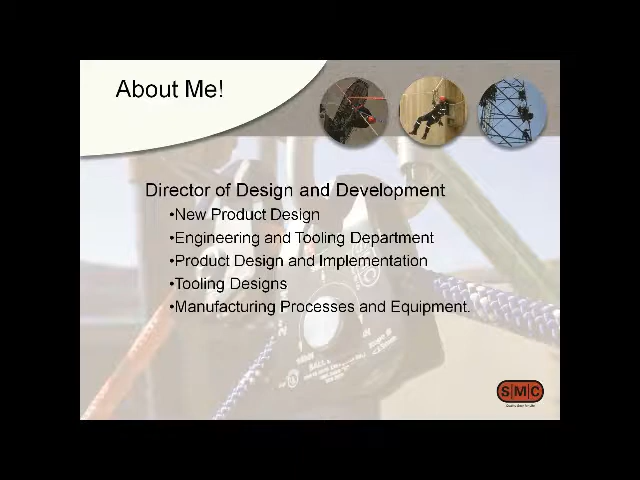 About Me!
Director of Design and Development
•New Product Design
•Engineering and Tooling Department
•Product Design and Implementation
•Tooling Designs
•Manufacturing Processes and Equipment.
SMC